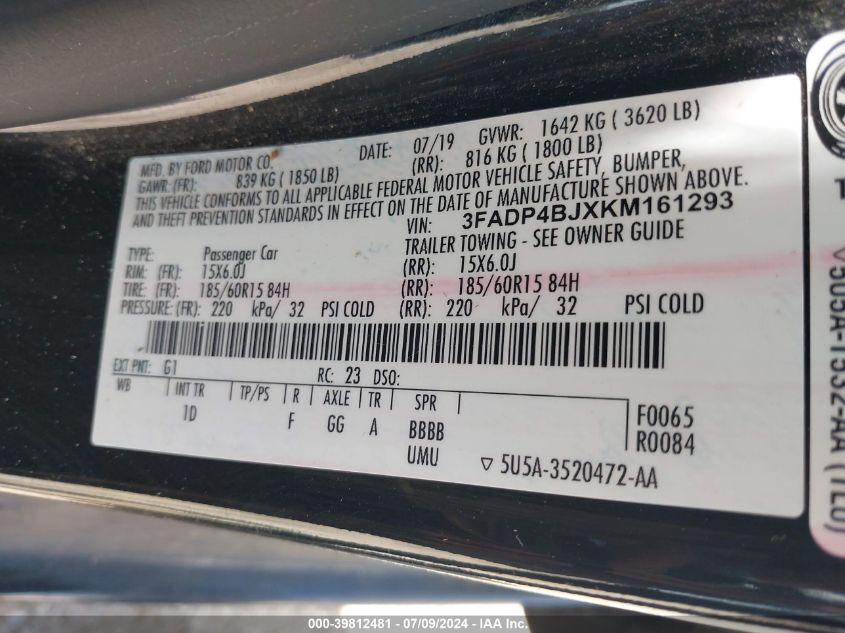 MFD. BY FORD MOTOR CO. DATE: 07/19 GVWR: 1642 KG ( 3620 LB)
GAWR: (FR): 839 KG ( 1850 LB) (RR): 816 KG ( 1800 LB)
THIS VEHICLE CONFORMS TO ALL APPLICABLE FEDERAL MOTOR VEHICLE SAFETY, BUMPER,
AND THEFT PREVENTION STANDARDS IN EFFECT ON THE DATE OF MANUFACTURE SHOWN ABOVE.
VIN: 3FADP4BJXKM161293
TYPE: Passenger Car TRAILER TOWING - SEE OWNER GUIDE
RIM: (FR): 15X6.0J (RR): 15X6.0J
TIRE: (FR): 185/60R15 84H (RR): 185/60R15 84H
PRESSURE: (FR): 220 kPa/ 32 PSI COLD (RR): 220 kPa/ 32 PSI COLD
EXT PNT: G1 RC: 23 DSO:
WB INT TR TP/PS R AXLE TR SPR
1D F GG A BBBB F0065
UMU R0084
▽ 5U5A-3520472-AA
000-39812481 - 07/09/2024 - IAAI.COM